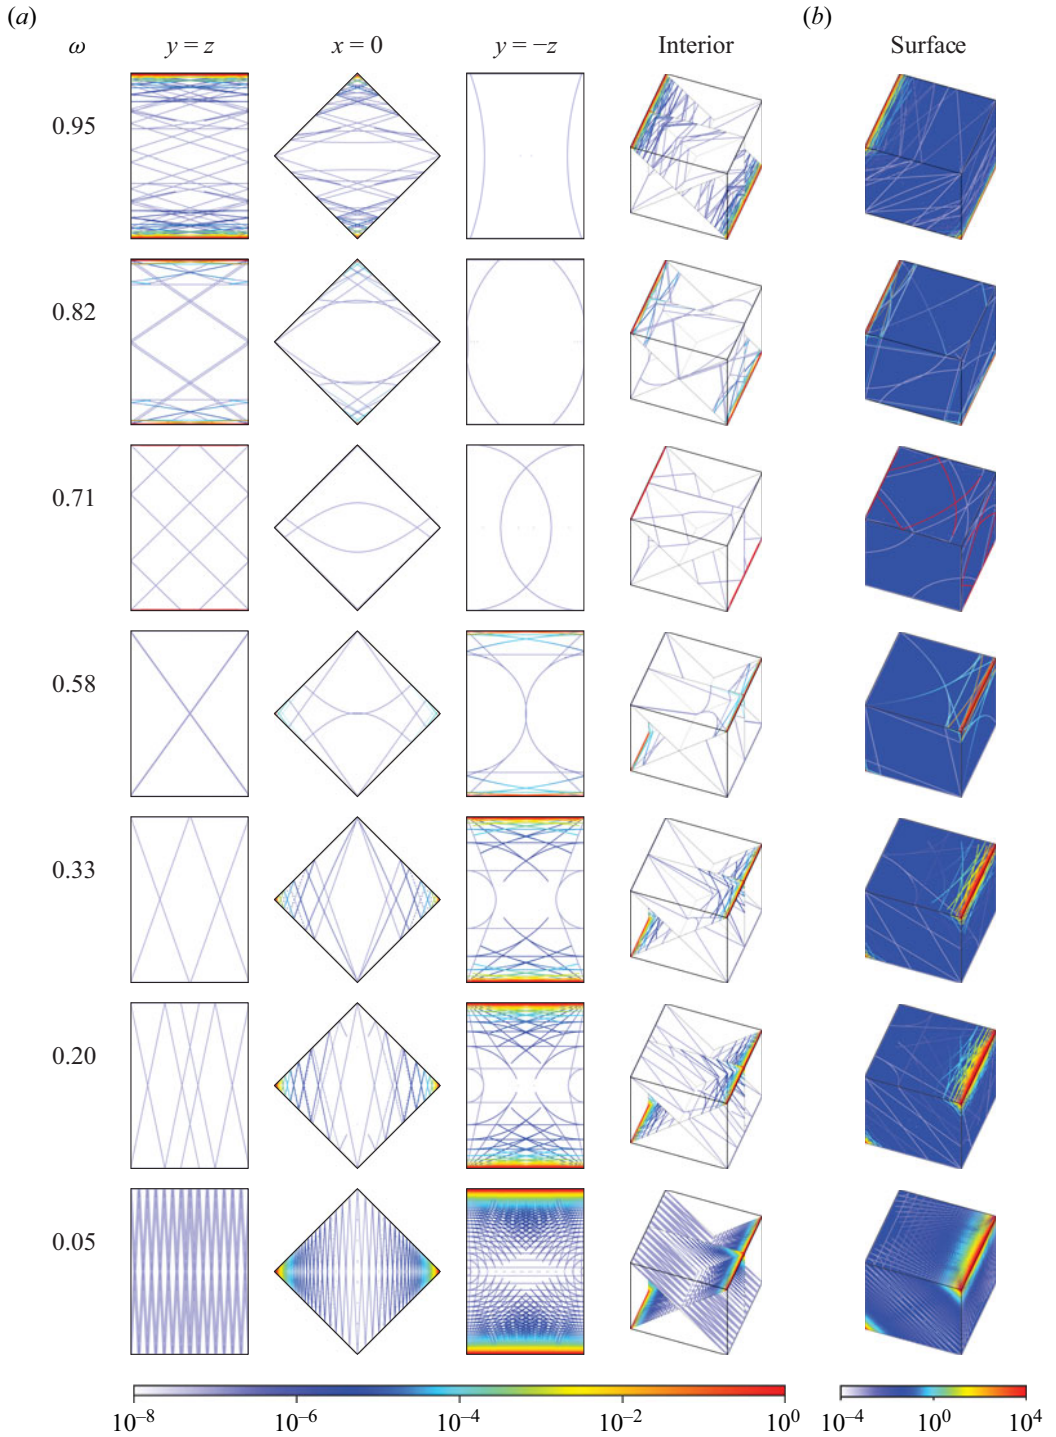 (a) (b)
ω y = z x = 0 y = −z Interior Surface
0.95
0.82
0.71
0.58
0.33
0.20
0.05
10⁻⁸ 10⁻⁶ 10⁻⁴ 10⁻² 10⁰ 10⁻⁴ 10⁰ 10⁴